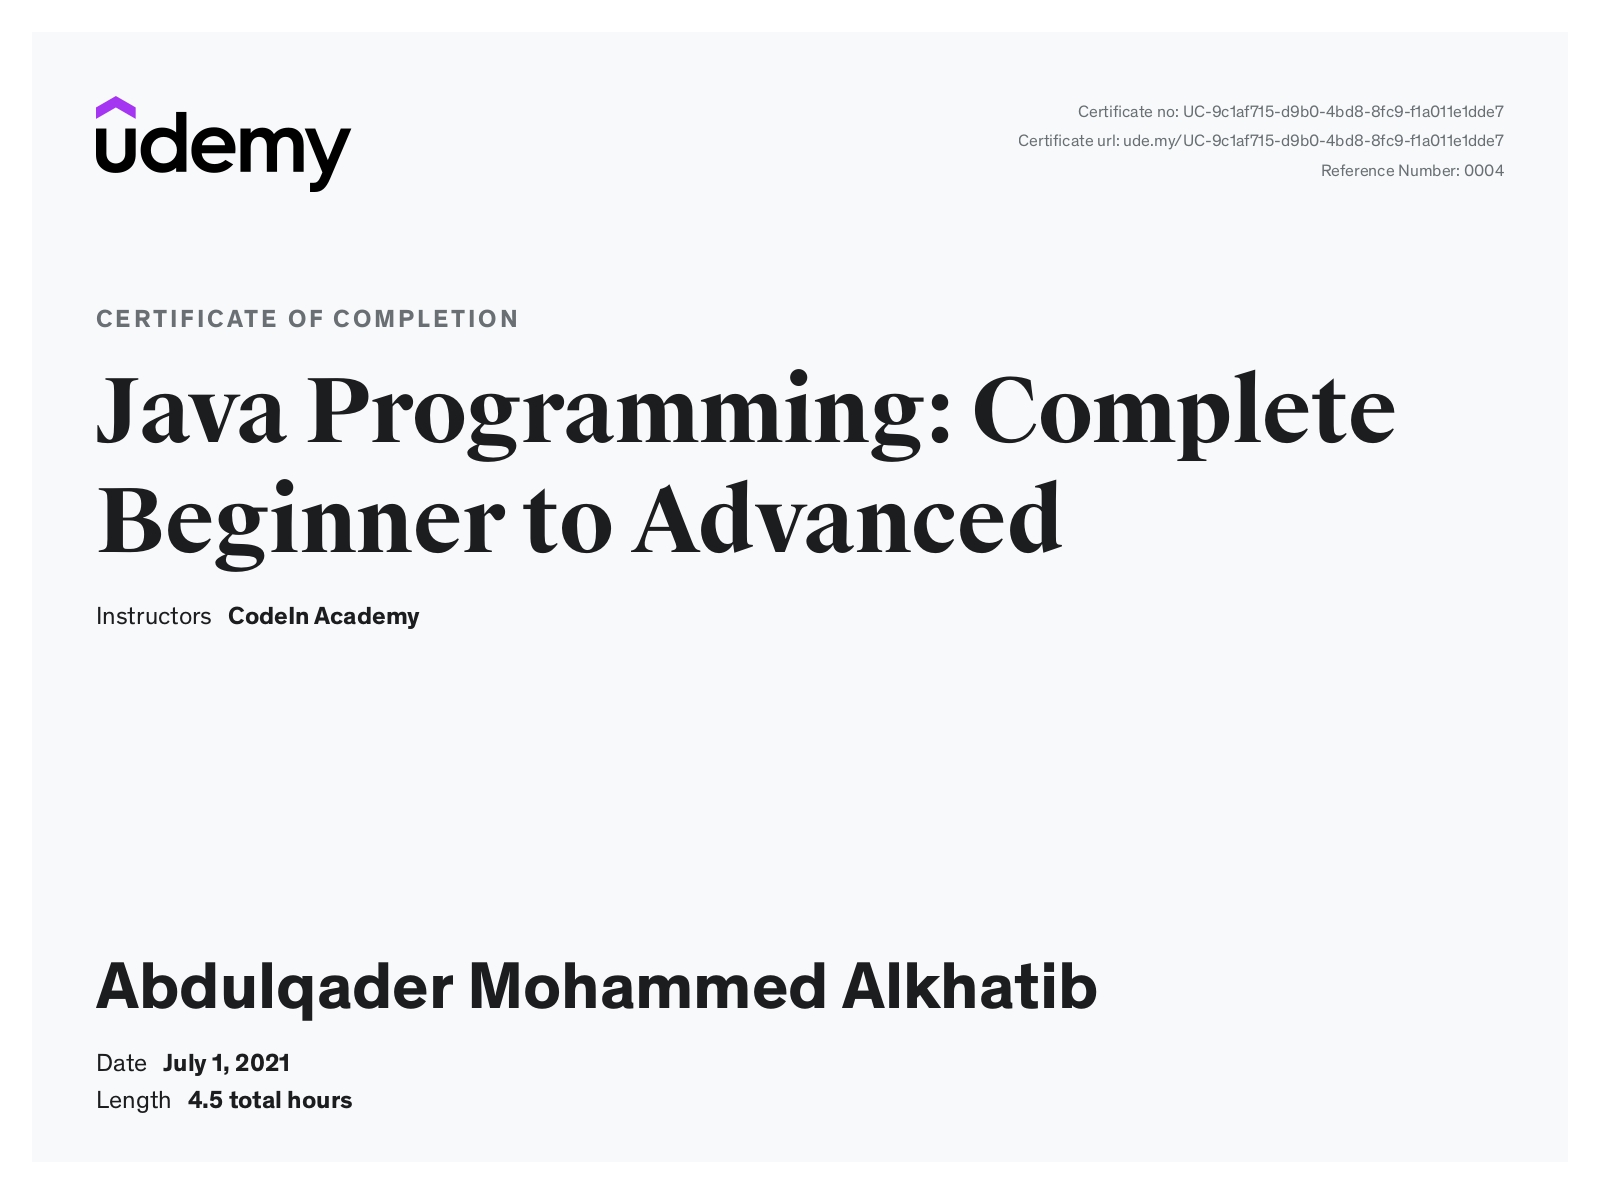 udemy
Certificate no: UC-9c1af715-d9b0-4bd8-8fc9-f1a011e1dde7
Certificate url: ude.my/UC-9c1af715-d9b0-4bd8-8fc9-f1a011e1dde7
Reference Number: 0004
CERTIFICATE OF COMPLETION
Java Programming: Complete
Beginner to Advanced
Instructors CodeIn Academy
Abdulqader Mohammed Alkhatib
Date July 1, 2021
Length 4.5 total hours